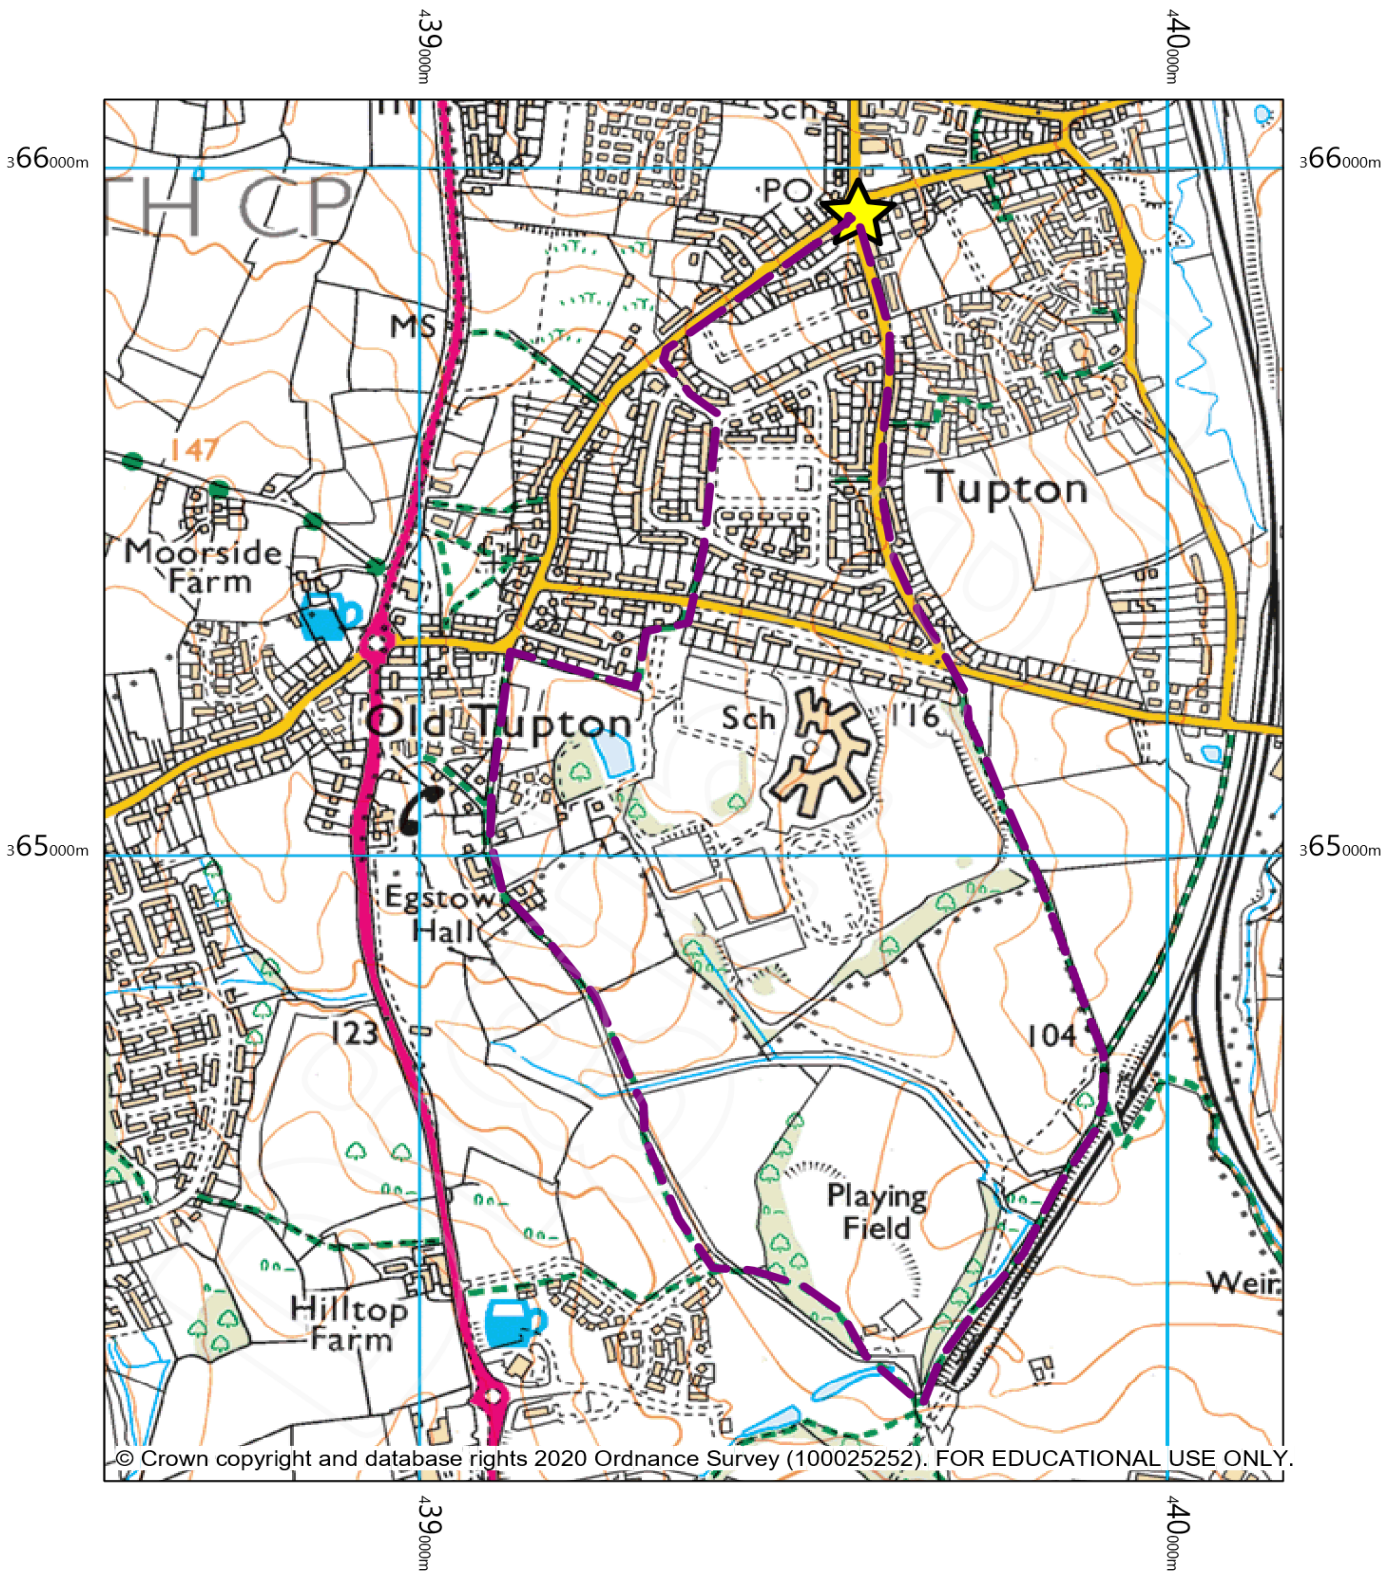 439000m
440000m
366000m
366000m
Sch
PO
TH CP
MS
147
Tupton
Moorside
Farm
Old Tupton
Sch
116
365000m
365000m
Egstow
Hall
123
104
Playing
Field
Weir
Hilltop
Farm
© Crown copyright and database rights 2020 Ordnance Survey (100025252). FOR EDUCATIONAL USE ONLY.
439000m
440000m